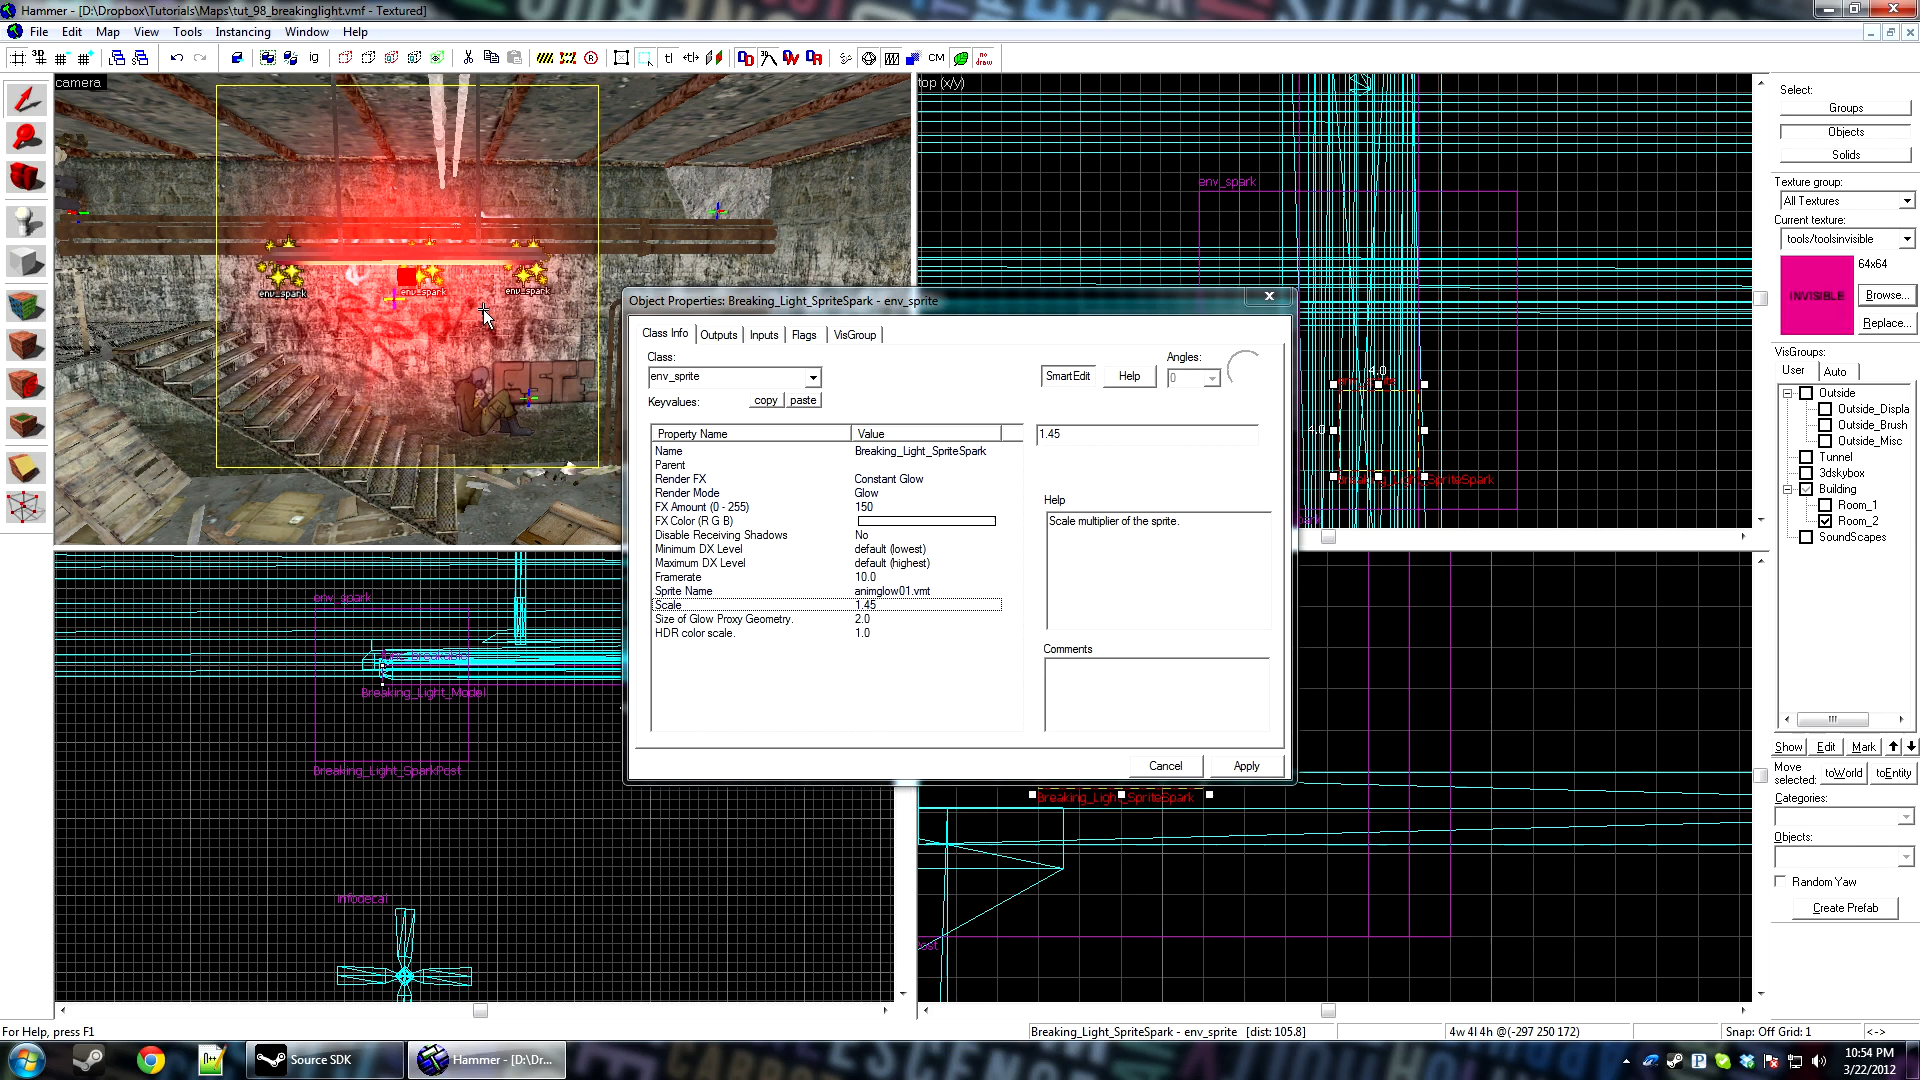 Hammer - [D:\Dropbox\Tutorials\Maps\tut_98_breakinglight.vmf - Textured]
File Edit Map View Tools Instancing Window Help
camera
env_spark
env_spark
env_spark
top (x/y)
env_spark
4.0
4.0
Breaking_Light_SpriteSpark
env_spark
Breaking_Light_Model
Breaking_Light_SparkPost
infodecal
Breaking_Light_SpriteSpark
Object Properties: Breaking_Light_SpriteSpark - env_sprite
Class Info Outputs Inputs Flags VisGroup
Class:
env_sprite
SmartEdit Help
Angles:
0
Keyvalues: copy paste
Property Name Value
Name Breaking_Light_SpriteSpark
Parent
Render FX Constant Glow
Render Mode Glow
FX Amount (0 - 255) 150
FX Color (R G B)
Disable Receiving Shadows No
Minimum DX Level default (lowest)
Maximum DX Level default (highest)
Framerate 10.0
Sprite Name animglow01.vmt
Scale 1.45
Size of Glow Proxy Geometry. 2.0
HDR color scale. 1.0
1.45
Help
Scale multiplier of the sprite.
Comments
Cancel Apply
Select:
Groups
Objects
Solids
Texture group:
All Textures
Current texture:
tools/toolsinvisible
INVISIBLE
64x64
Browse...
Replace...
VisGroups:
User Auto
Outside
Outside_Displa
Outside_Brush
Outside_Misc
Tunnel
3dskybox
Building
Room_1
Room_2
SoundScapes
Show Edit Mark
Move selected: toWorld toEntity
Categories:
Objects:
Random Yaw
Create Prefab
For Help, press F1
Breaking_Light_SpriteSpark - env_sprite [dist: 105.8]
4w 4l 4h @(-297 250 172)
Snap: Off Grid: 1
<->
Source SDK
Hammer - [D:\Dr...
10:54 PM
3/22/2012